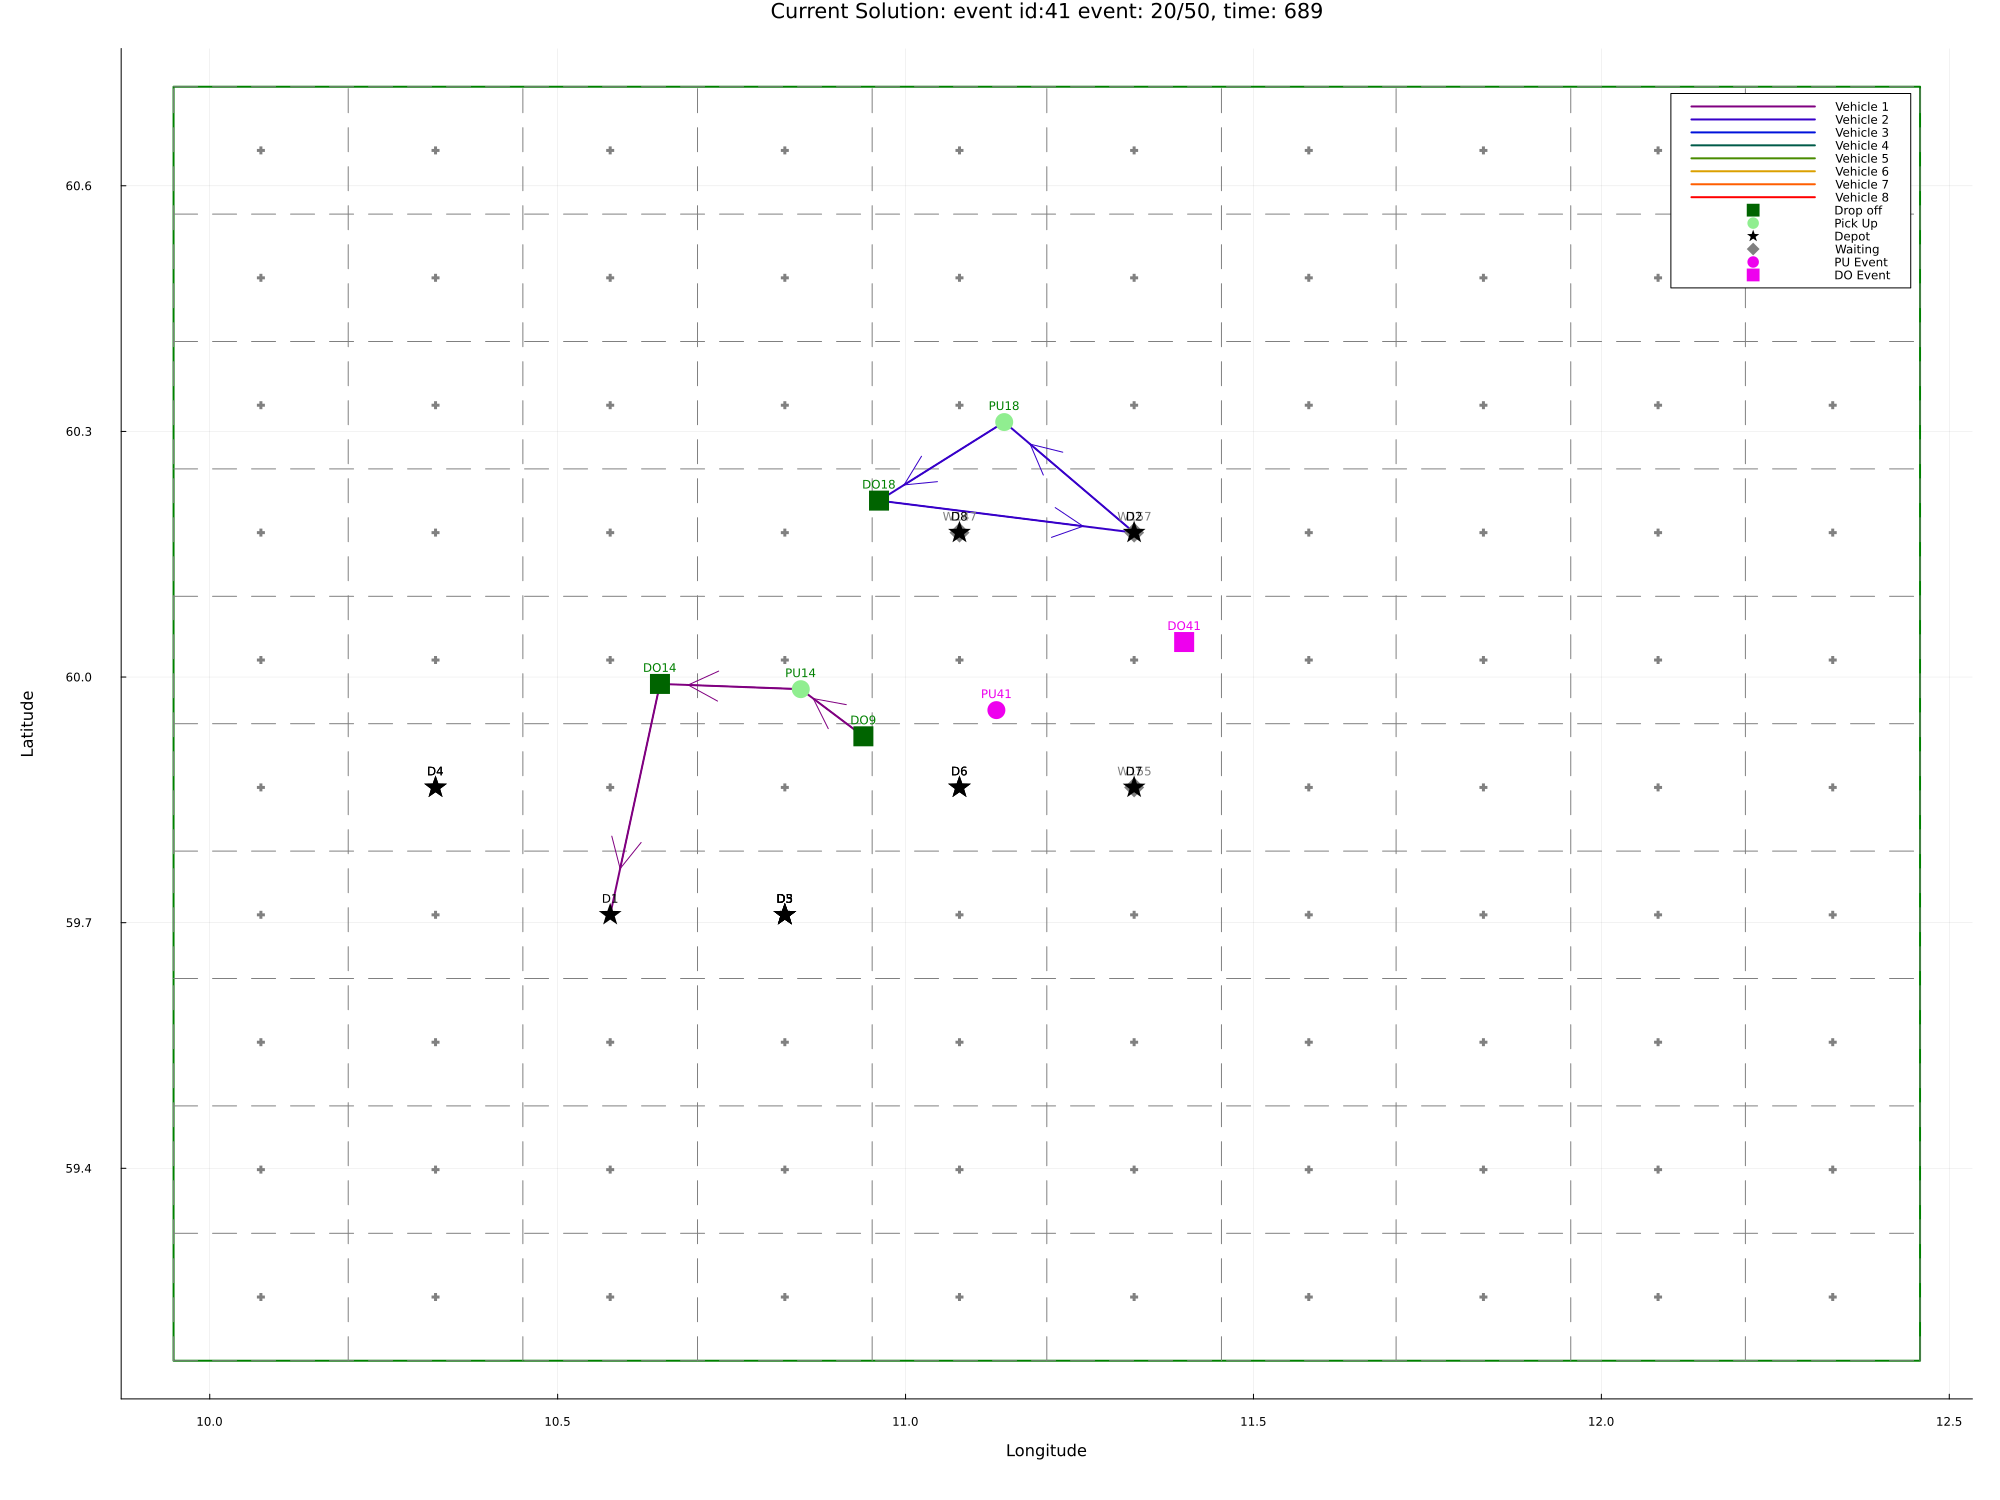 Current Solution: event id:41 event: 20/50, time: 689
Vehicle 1
Vehicle 2
Vehicle 3
Vehicle 4
Vehicle 5
Vehicle 6
Vehicle 7
Vehicle 8
Drop off
Pick Up
Depot
Waiting
PU Event
DO Event
60.6
60.3
60.0
59.7
59.4
Latitude
PU18
DO18
D2
DO41
DO14
PU14
PU41
DO9
D4
D6
D7
D1
10.0
10.5
11.0
11.5
12.0
12.5
Longitude